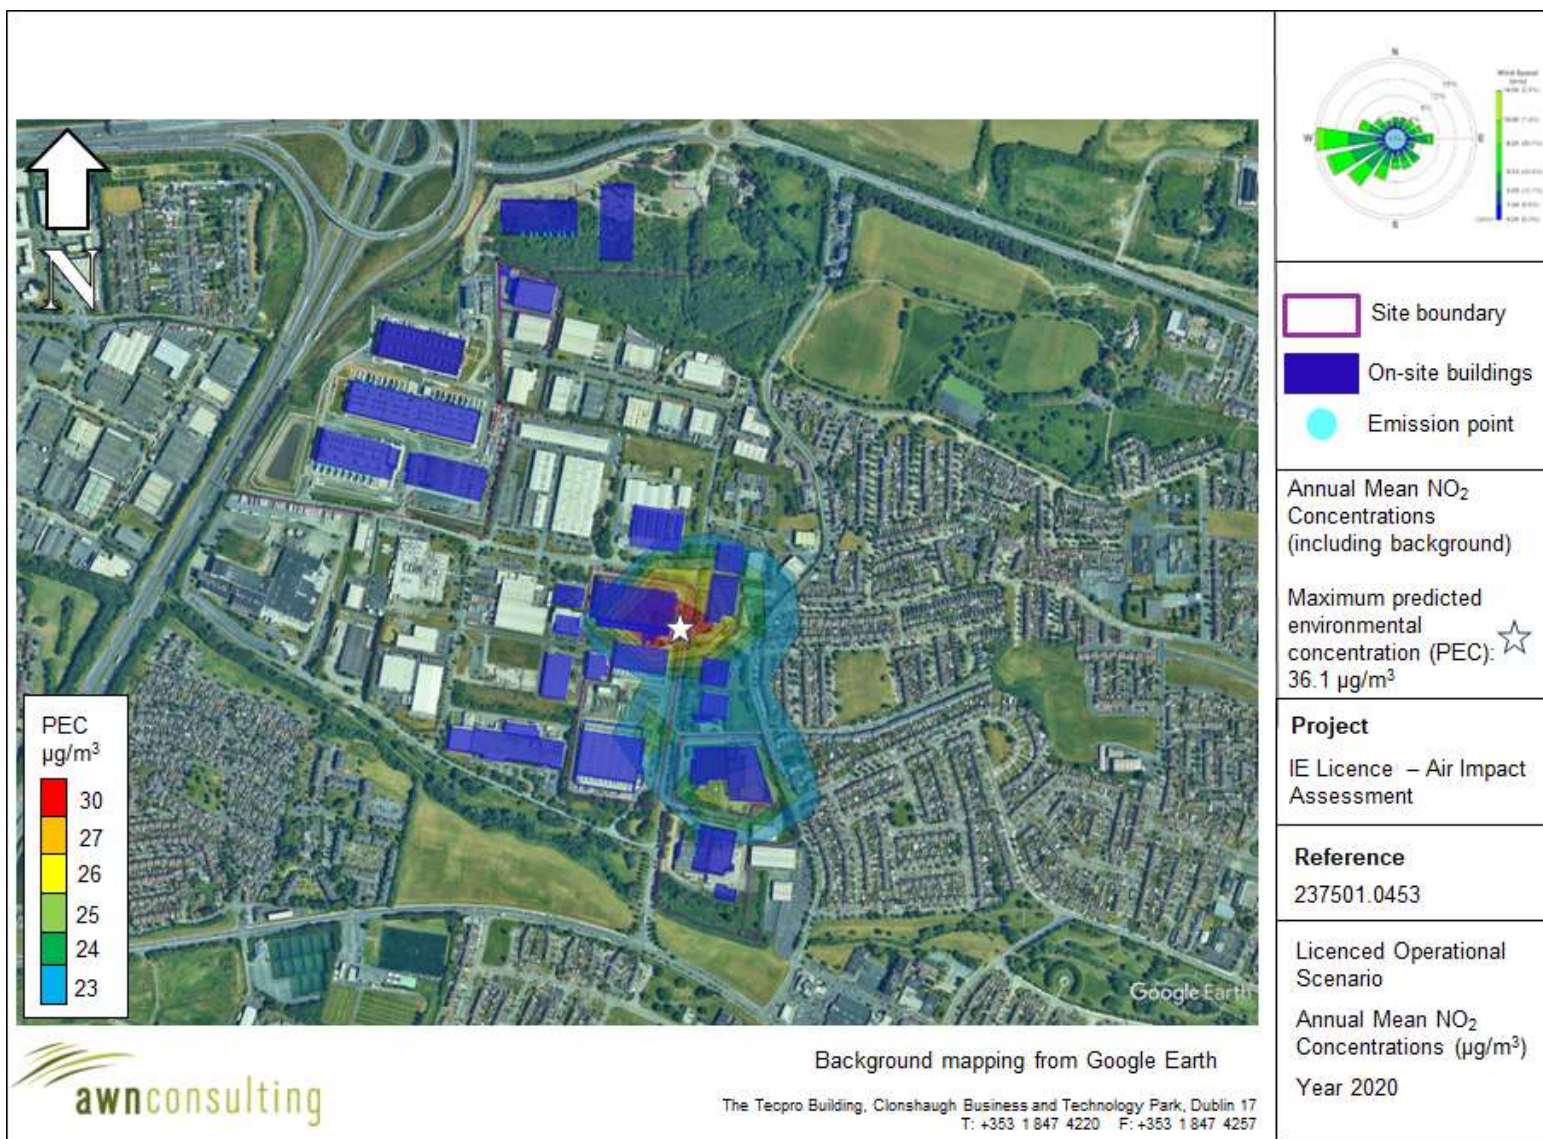 N
Google Earth
PEC
µg/m³
30
27
26
25
24
23
awnconsulting
Background mapping from Google Earth
The Tecpro Building, Clonshaugh Business and Technology Park, Dublin 17
T: +353 1 847 4220 F: +353 1 847 4257
N
W
E
S
Wind Speed
Site boundary
On-site buildings
Emission point
Annual Mean NO₂
Concentrations
(including background)
Maximum predicted
environmental
concentration (PEC):
36.1 µg/m³
Project
IE Licence – Air Impact
Assessment
Reference
237501.0453
Licenced Operational
Scenario
Annual Mean NO₂
Concentrations (µg/m³)
Year 2020